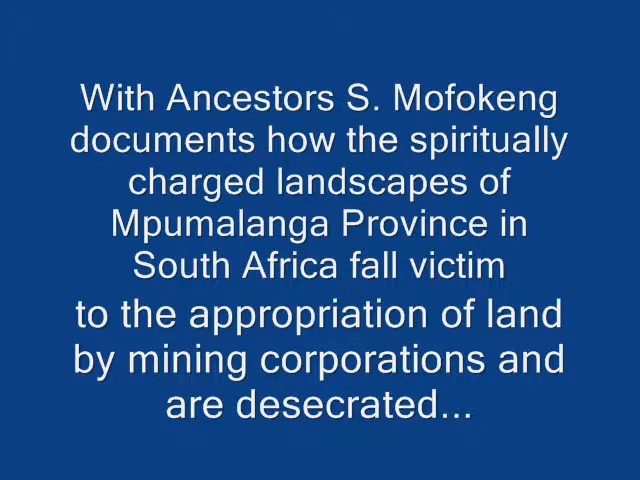 With Ancestors S. Mofokeng
documents how the spiritually
charged landscapes of
Mpumalanga Province in
South Africa fall victim
to the appropriation of land
by mining corporations and
are desecrated...